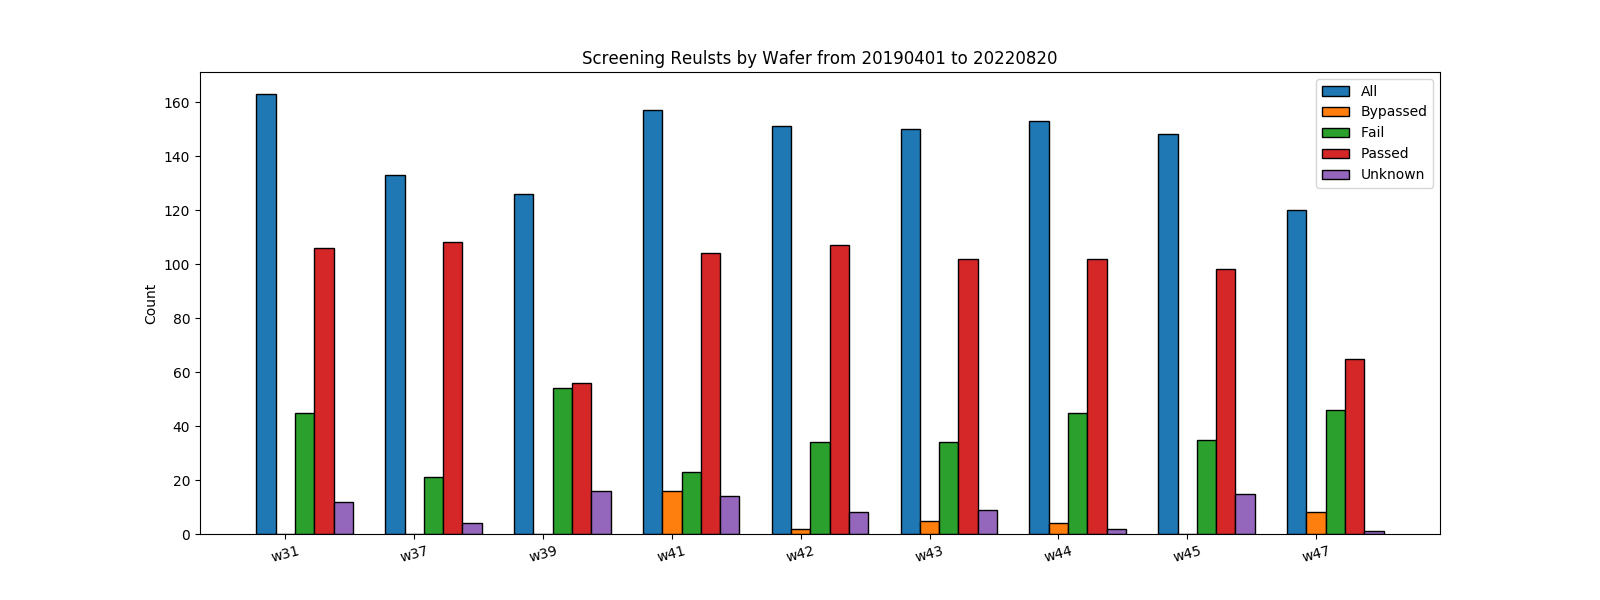 Screening Reulsts by Wafer from 20190401 to 20220820
Count
160
140
120
100
80
60
40
20
0
All
Bypassed
Fail
Passed
Unknown
w31 w37 w39 w41 w42 w43 w44 w45 w47